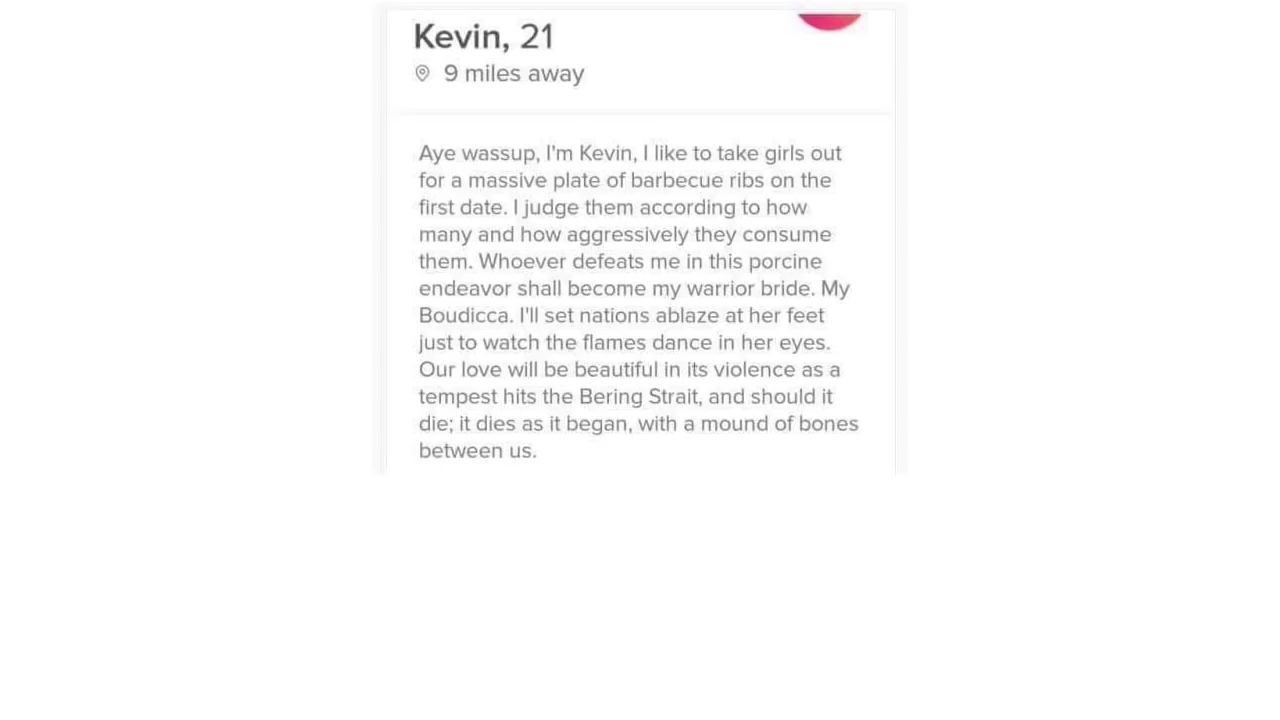 Kevin, 21
9 miles away
Aye wassup, I'm Kevin, I like to take girls out
for a massive plate of barbecue ribs on the
first date. I judge them according to how
many and how aggressively they consume
them. Whoever defeats me in this porcine
endeavor shall become my warrior bride. My
Boudicca. I'll set nations ablaze at her feet
just to watch the flames dance in her eyes.
Our love will be beautiful in its violence as a
tempest hits the Bering Strait, and should it
die; it dies as it began, with a mound of bones
between us.